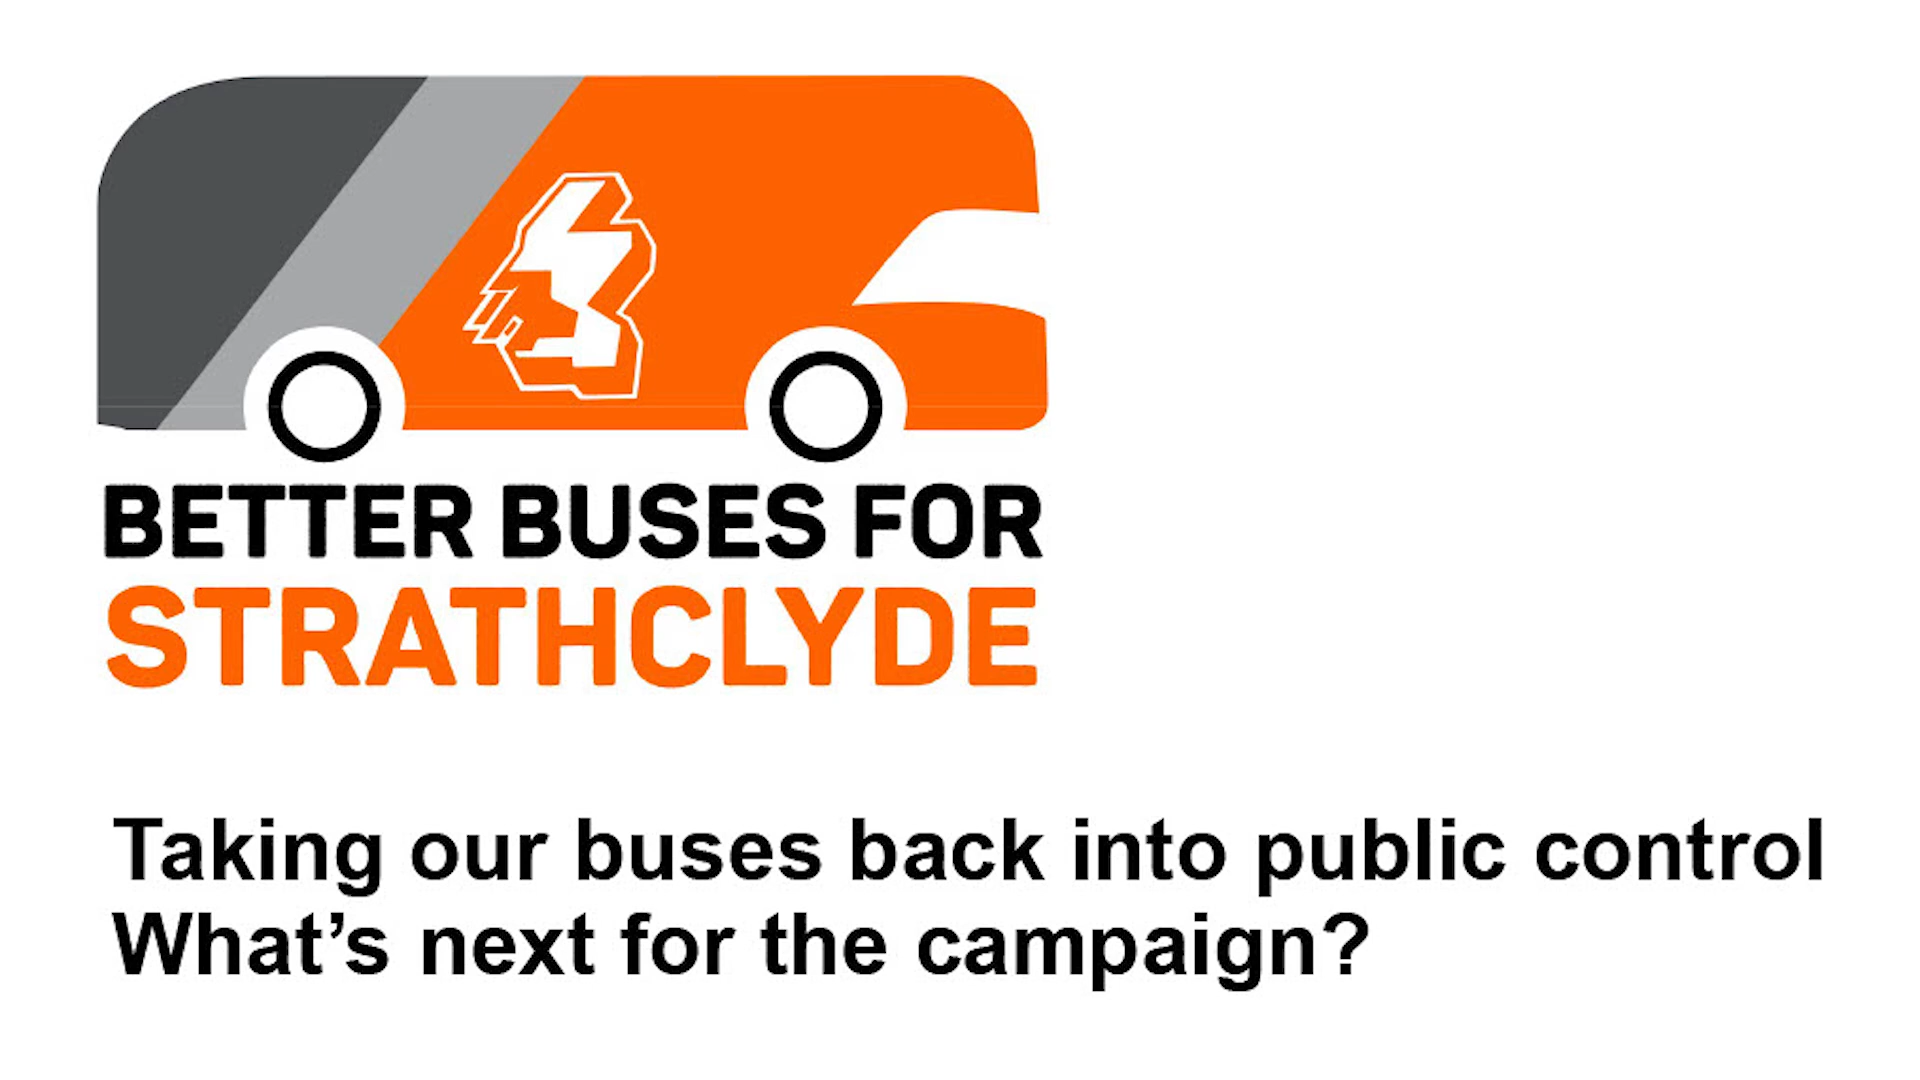 BETTER BUSES FOR
STRATHCLYDE
Taking our buses back into public control
What’s next for the campaign?